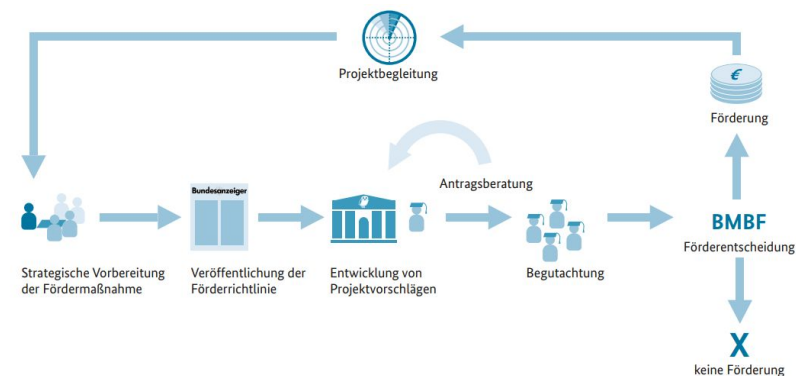 Projektbegleitung
€
Förderung
Antragsberatung
Bundesanzeiger
BMBF
Förderentscheidung
Strategische Vorbereitung
der Fördermaßnahme
Veröffentlichung der
Förderrichtlinie
Entwicklung von
Projektvorschlägen
Begutachtung
X
keine Förderung